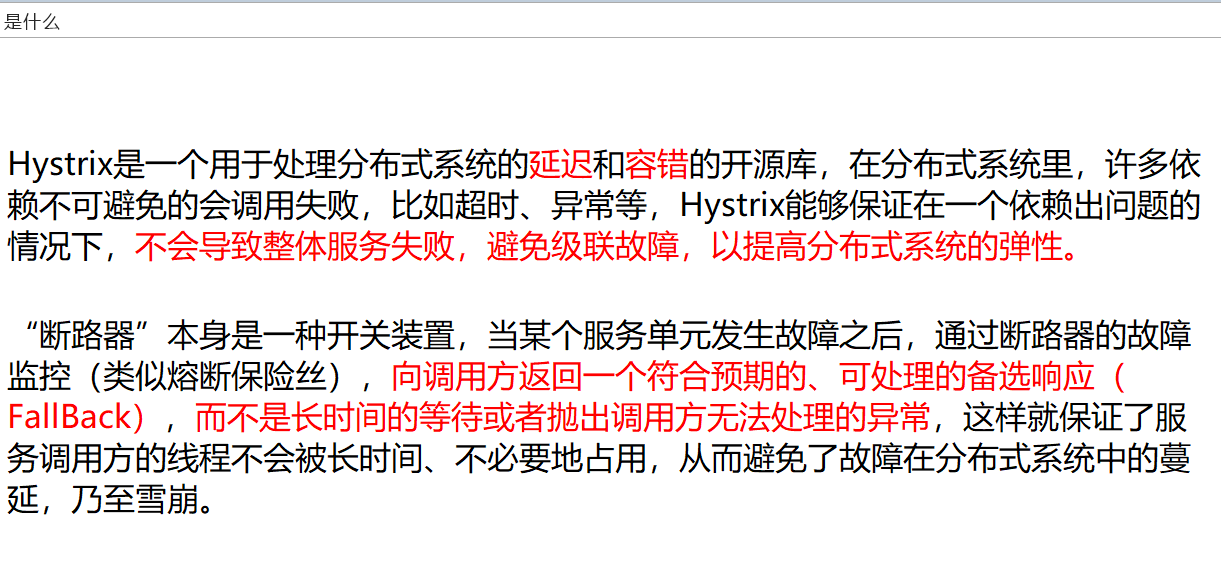 是什么
Hystrix是一个用于处理分布式系统的延迟和容错的开源库，在分布式系统里，许多依
赖不可避免的会调用失败，比如超时、异常等，Hystrix能够保证在一个依赖出问题的
情况下，不会导致整体服务失败，避免级联故障，以提高分布式系统的弹性。
“断路器”本身是一种开关装置，当某个服务单元发生故障之后，通过断路器的故障
监控（类似熔断保险丝），向调用方返回一个符合预期的、可处理的备选响应（
FallBack），而不是长时间的等待或者抛出调用方无法处理的异常，这样就保证了服
务调用方的线程不会被长时间、不必要地占用，从而避免了故障在分布式系统中的蔓
延，乃至雪崩。